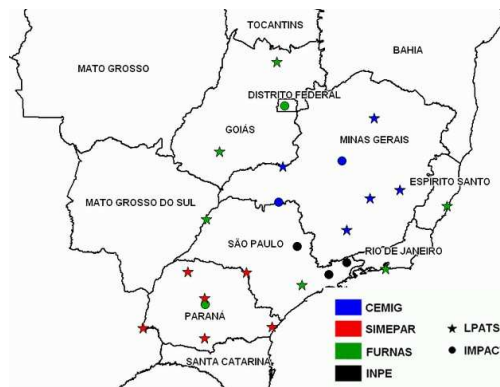 TOCANTINS
BAHIA
MATO GROSSO
DISTRITO FEDERAL
GOIÁS
MINAS GERAIS
ESPÍRITO SANTO
MATO GROSSO DO SUL
SÃO PAULO
RIO DE JANEIRO
PARANÁ
SANTA CATARINA
CEMIG
SIMEPAR
LPATS
FURNAS
IMPAC
INPE